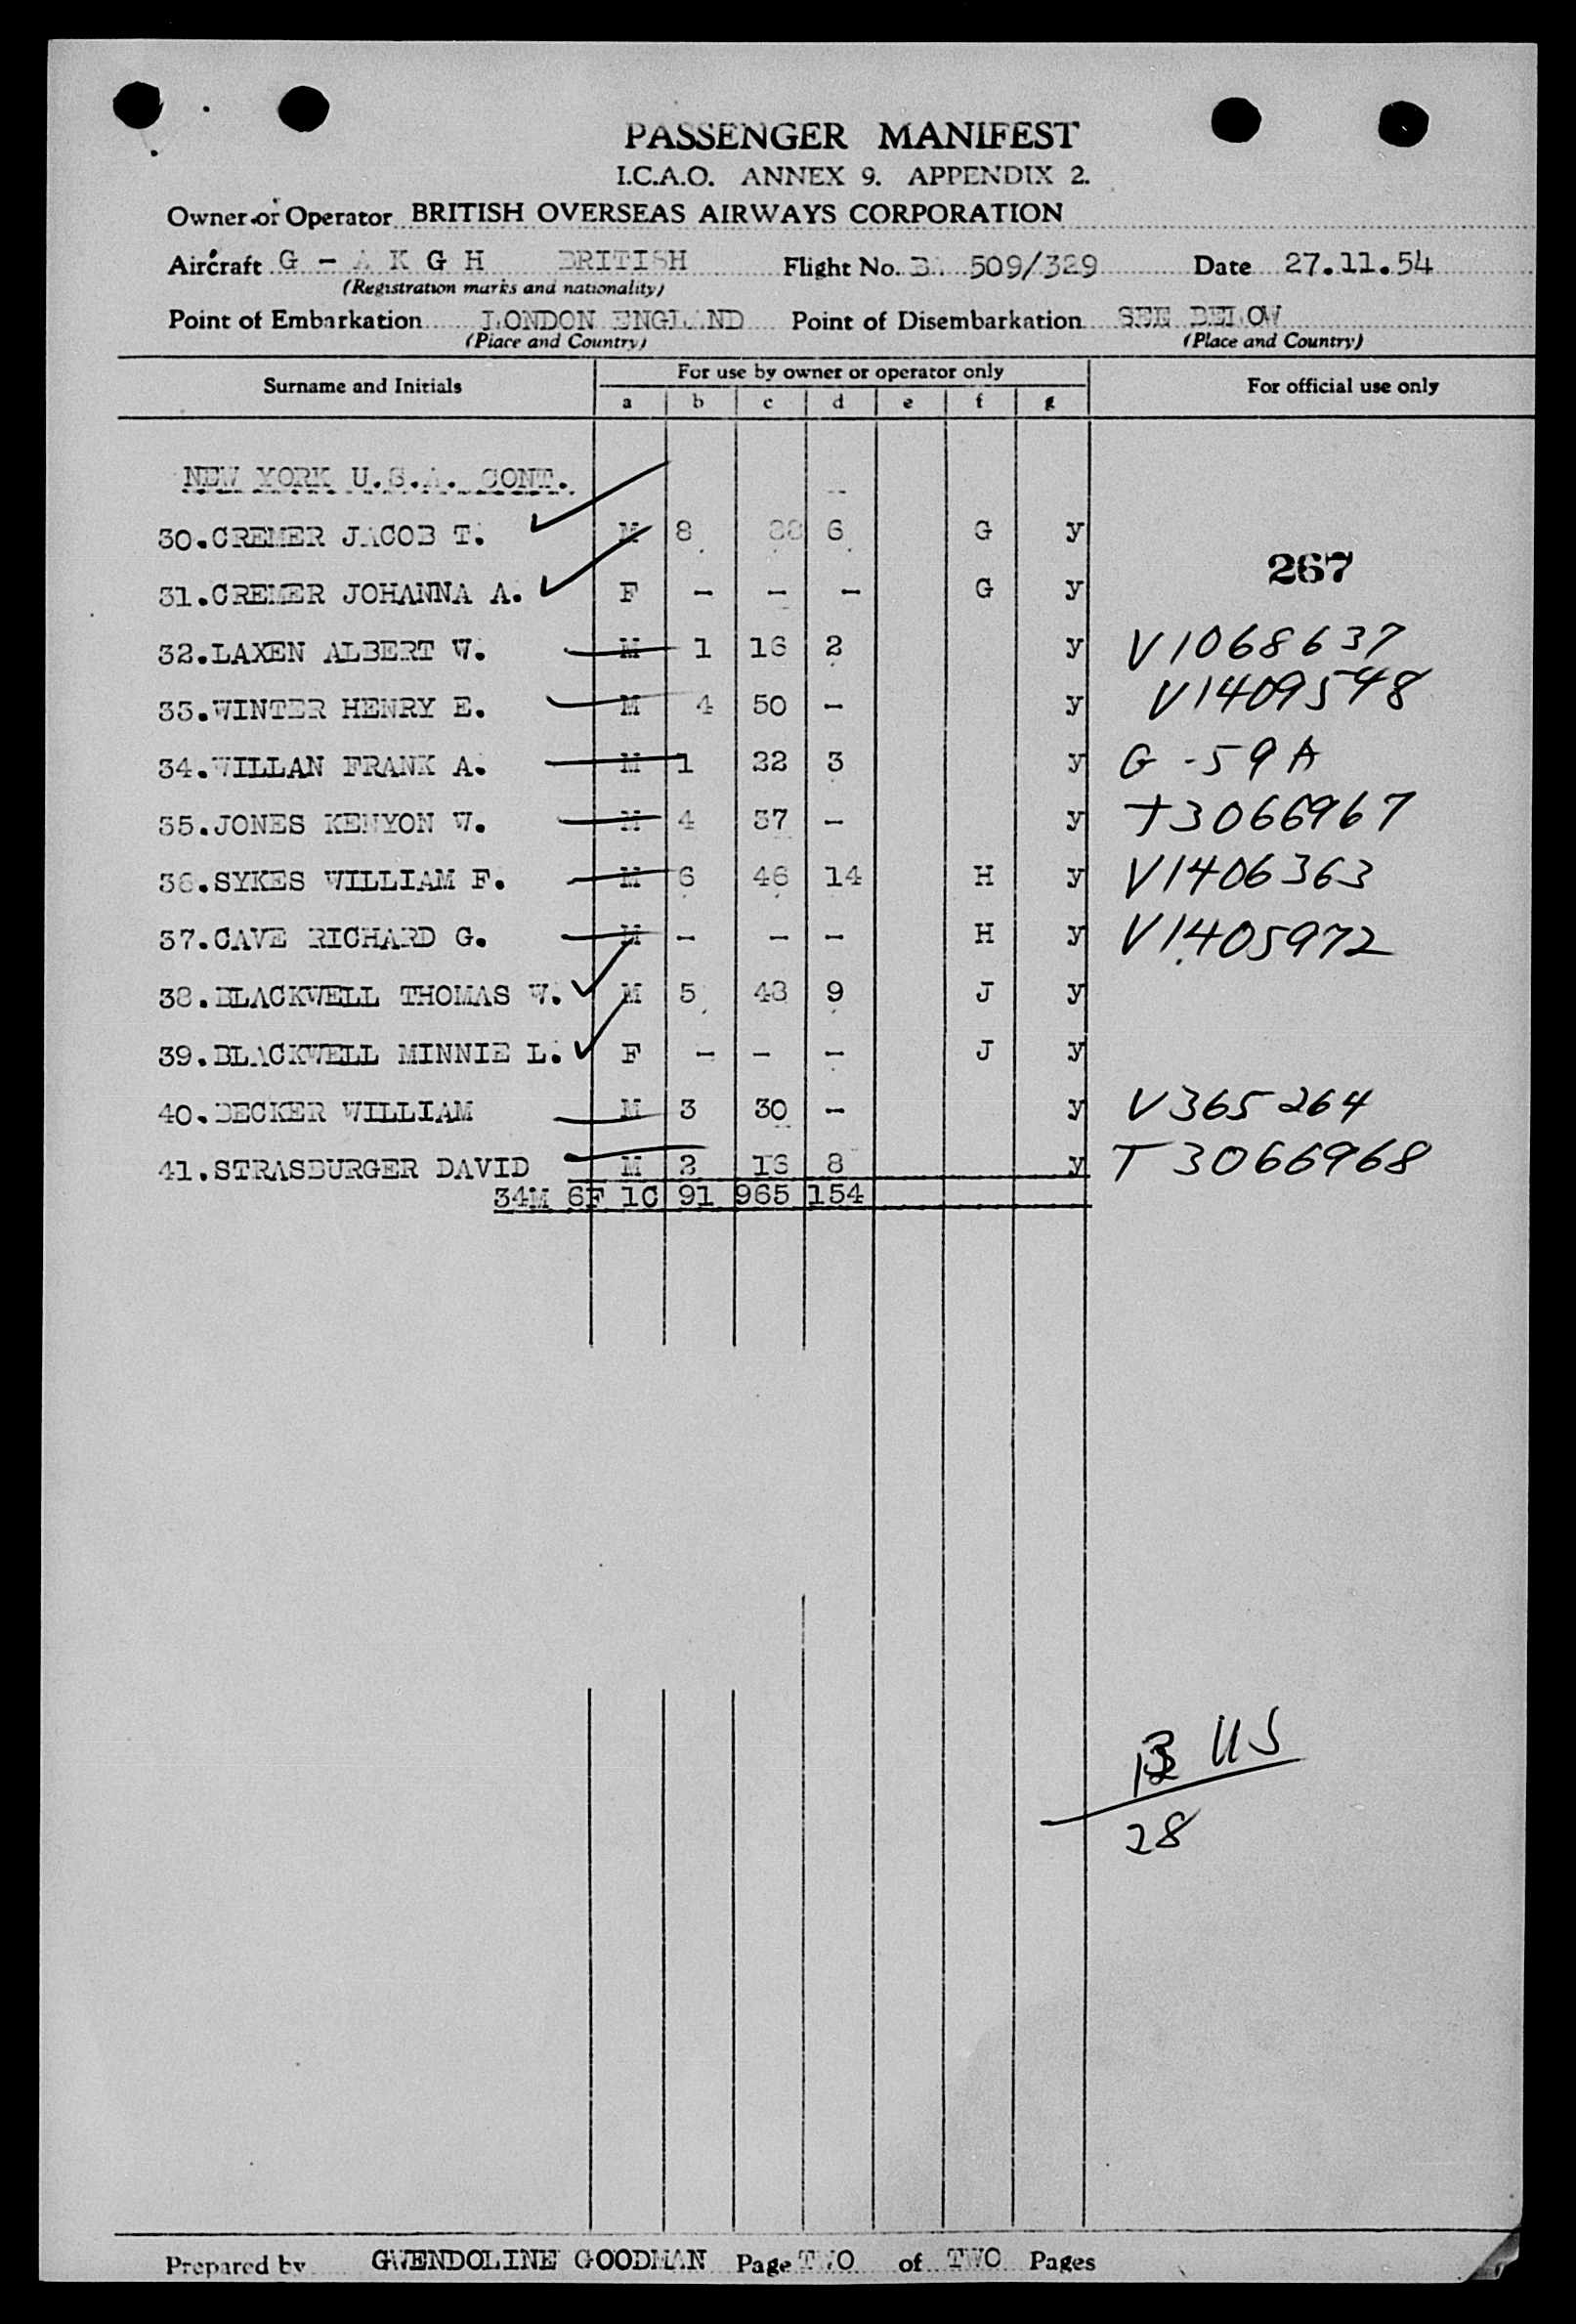 PASSENGER MANIFEST
I.C.A.O. ANNEX 9. APPENDIX 2.
Owner or Operator BRITISH OVERSEAS AIRWAYS CORPORATION
Aircraft G - A K G H BRITISH Flight No. BA 509/329 Date 27.11.54
(Registration marks and nationality)
Point of Embarkation LONDON ENGLAND Point of Disembarkation SEE BELOW
(Place and Country) (Place and Country)
Surname and Initials For use by owner or operator only For official use only
a b c d e f g
NEW YORK U.S.A. CONT.
30.CREMER JACOB T. M 8 88 6 G y
267
31.CREMER JOHANNA A. F - - - G y
32.LAXEN ALBERT W. M 1 16 2 y V1068637
33.WINTER HENRY E. M 4 50 - y V1409548
34.WILLAN FRANK A. M 1 22 3 y G-59A
35.JONES KENYON W. M 4 37 - y T3066967
36.SYKES WILLIAM F. M 6 46 14 H y V1406363
37.CAVE RICHARD G. M - - - H y V1405972
38.BLACKWELL THOMAS W. M 5 48 9 J y
39.BLACKWELL MINNIE L. F - - - J y
40.DECKER WILLIAM M 3 30 - y V365264
41.STRASBURGER DAVID M 2 16 8 y T3066968
34M 6F 1C 91 965 154
US
28
Prepared by GWENDOLINE GOODMAN Page TWO of TWO Pages